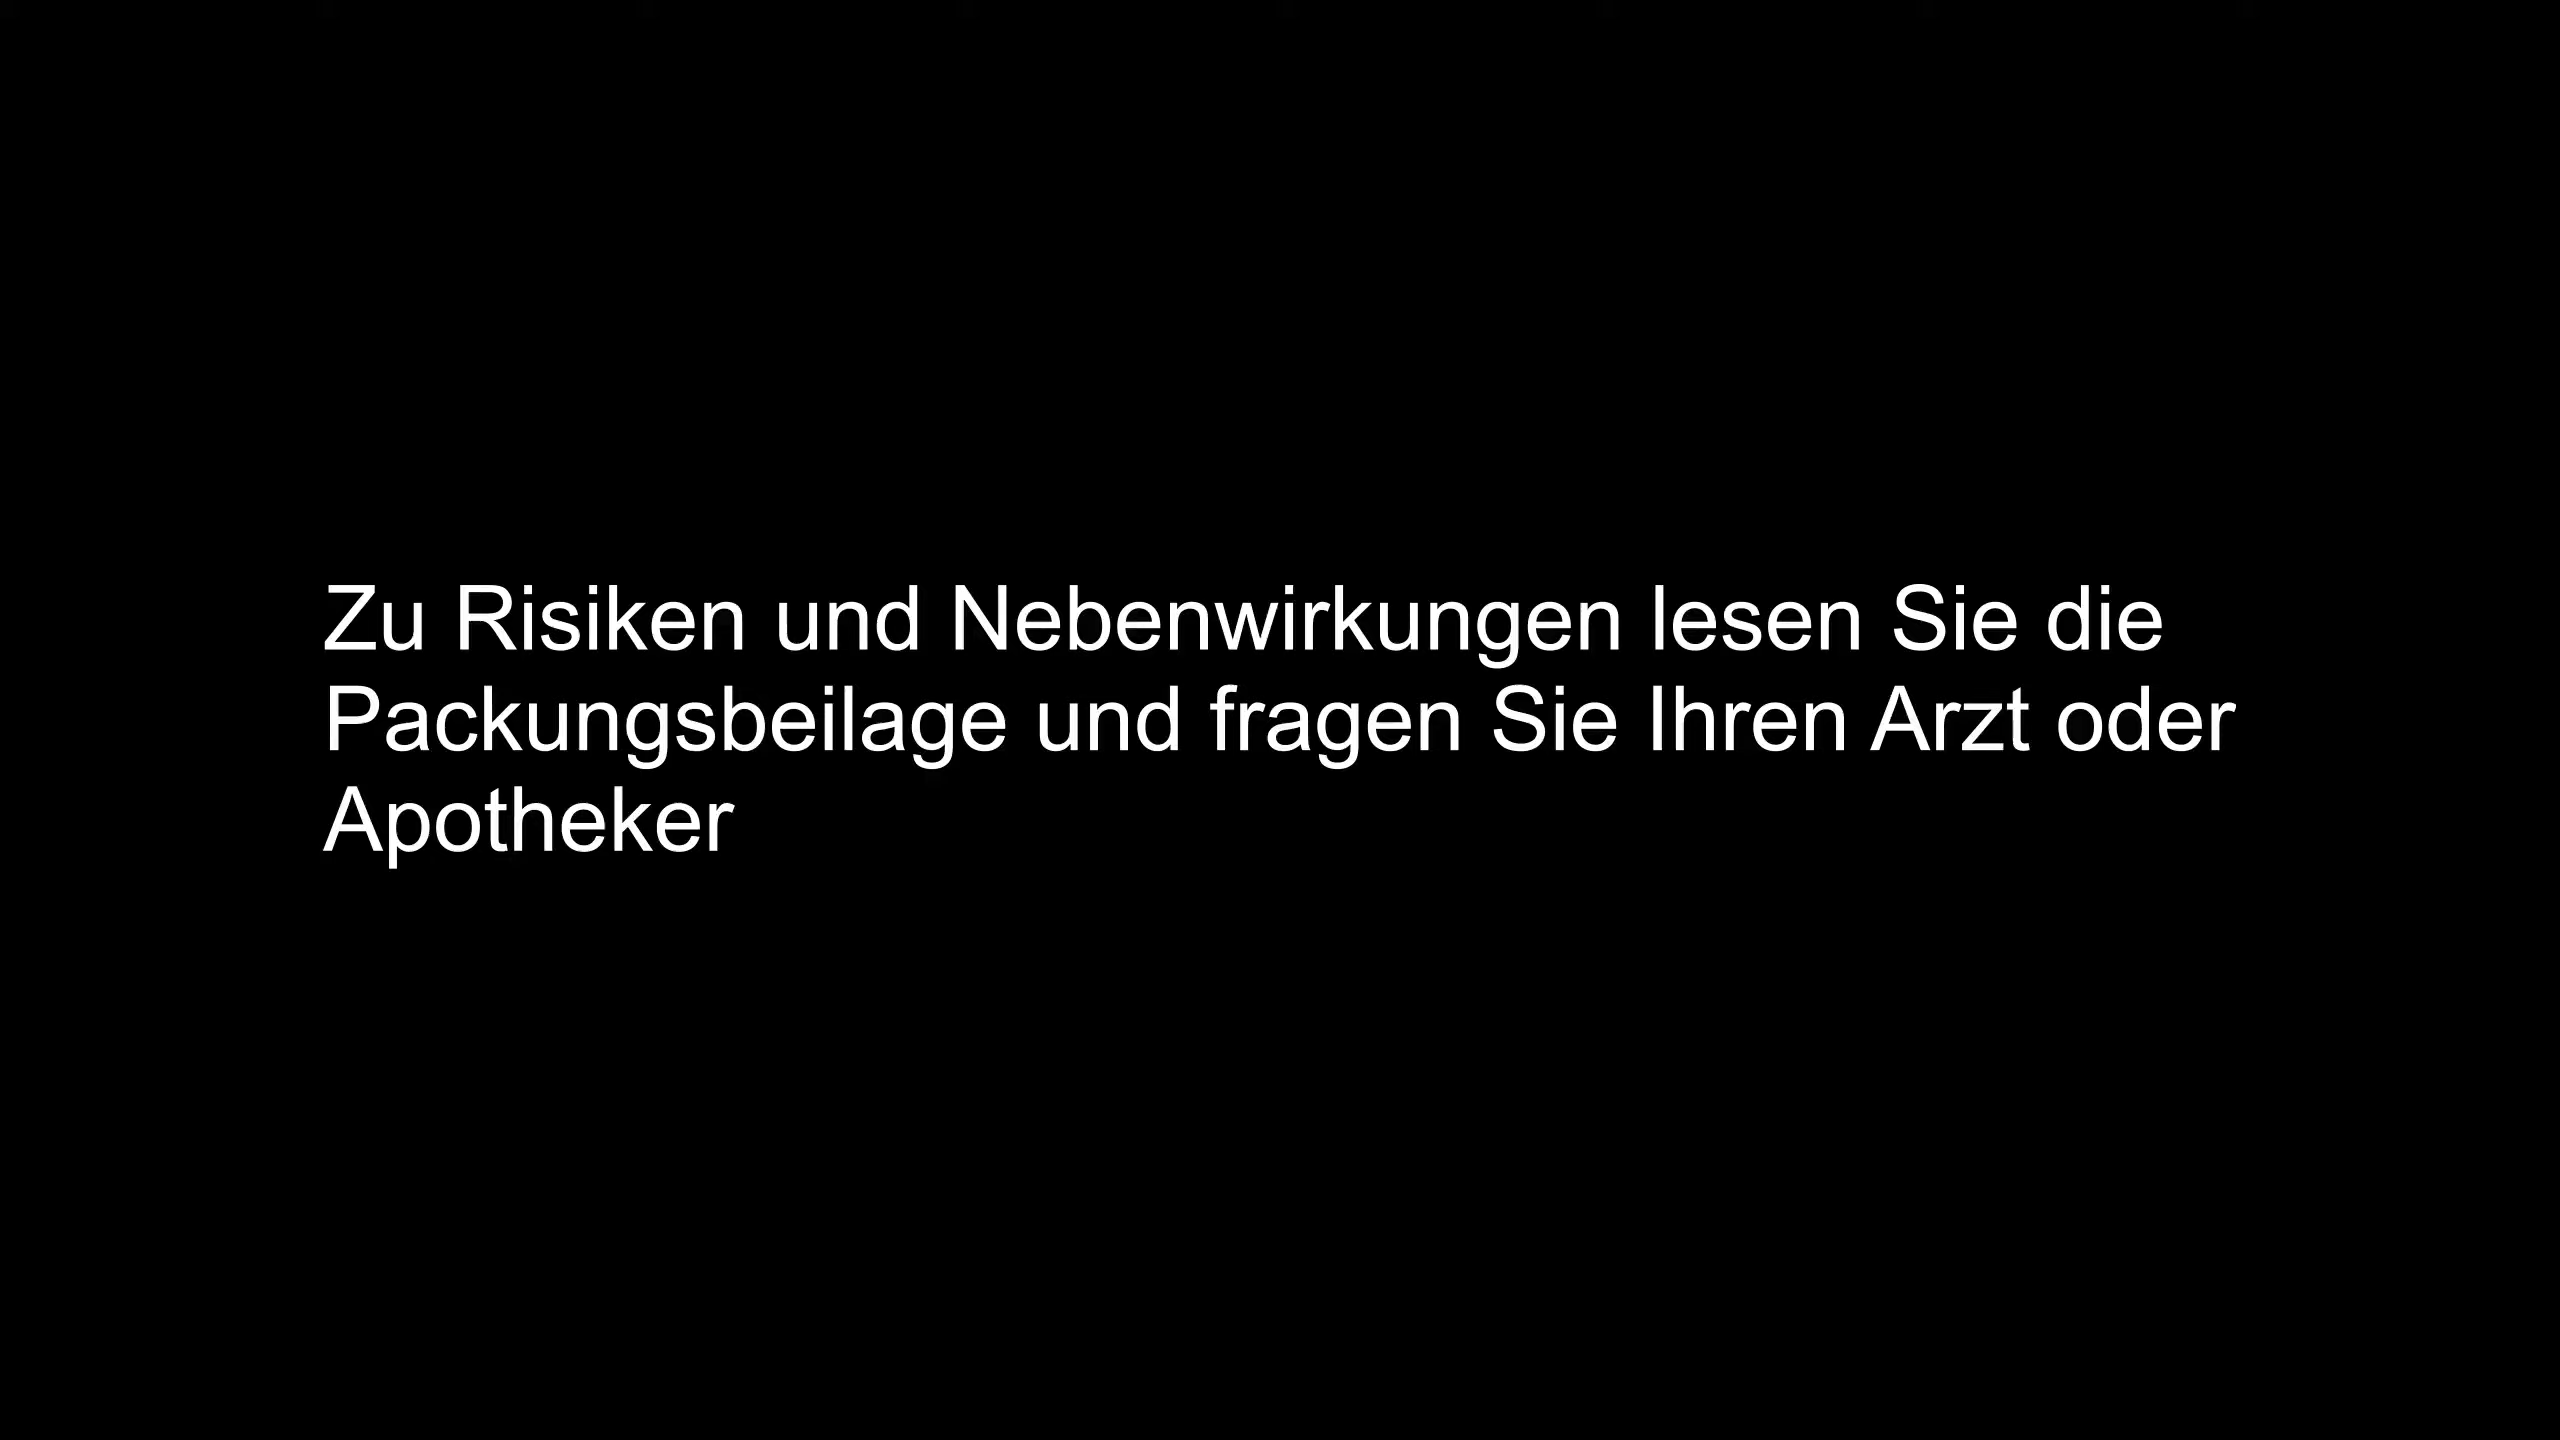 Zu Risiken und Nebenwirkungen lesen Sie die
Packungsbeilage und fragen Sie Ihren Arzt oder
Apotheker